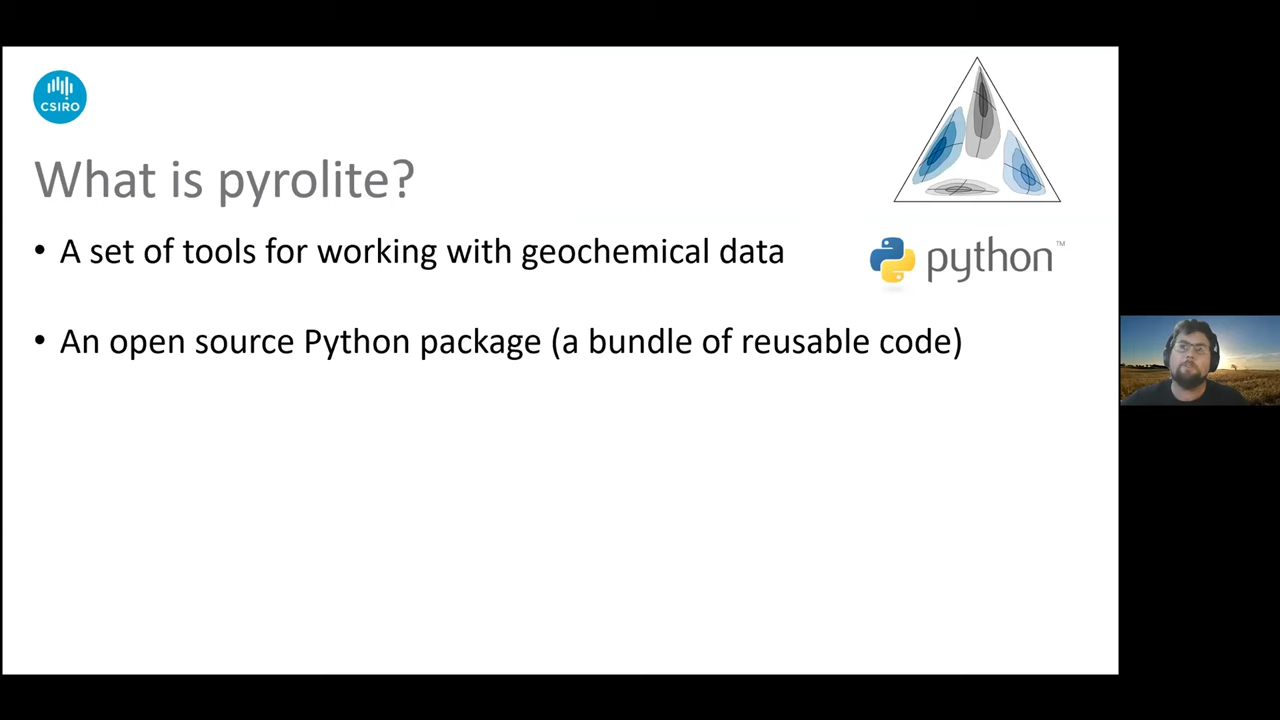 CSIRO
What is pyrolite?
• A set of tools for working with geochemical data
python™
• An open source Python package (a bundle of reusable code)